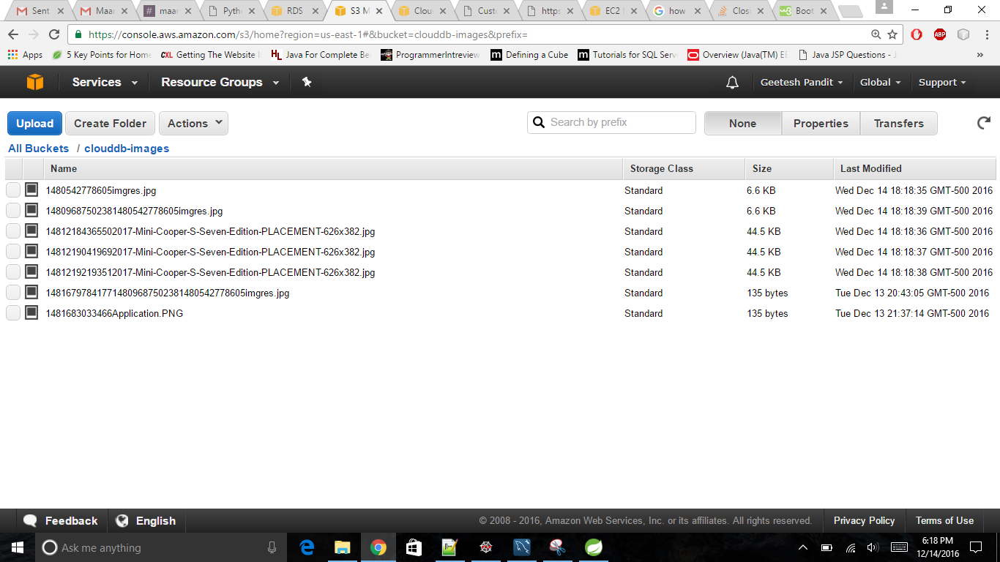 Sent
Maa
maa
Pyth
RDS
S3 M
Clou
Cust
https
EC2
how
Closi
Boot
https://console.aws.amazon.com/s3/home?region=us-east-1#&bucket=clouddb-images&prefix=
ABP
Apps
5 Key Points for Home
CXL Getting The Website I
HL Java For Complete Be
ProgrammerIntreview
m Defining a Cube
m Tutorials for SQL Serv
Overview (Java(TM) EE
Java JSP Questions - J
»
Services
Resource Groups
Geetesh Pandit
Global
Support
Upload
Create Folder
Actions
Search by prefix
None
Properties
Transfers
All Buckets / clouddb-images
Name Storage Class Size Last Modified
1480542778605imgres.jpg Standard 6.6 KB Wed Dec 14 18:18:35 GMT-500 2016
14809687502381480542778605imgres.jpg Standard 6.6 KB Wed Dec 14 18:18:39 GMT-500 2016
14812184365502017-Mini-Cooper-S-Seven-Edition-PLACEMENT-626x382.jpg Standard 44.5 KB Wed Dec 14 18:18:36 GMT-500 2016
14812190419692017-Mini-Cooper-S-Seven-Edition-PLACEMENT-626x382.jpg Standard 44.5 KB Wed Dec 14 18:18:37 GMT-500 2016
14812192193512017-Mini-Cooper-S-Seven-Edition-PLACEMENT-626x382.jpg Standard 44.5 KB Wed Dec 14 18:18:38 GMT-500 2016
148167978417714809687502381480542778605imgres.jpg Standard 135 bytes Tue Dec 13 20:43:05 GMT-500 2016
1481683033466Application.PNG Standard 135 bytes Tue Dec 13 21:37:14 GMT-500 2016
Feedback
English
© 2008 - 2016, Amazon Web Services, Inc. or its affiliates. All rights reserved.
Privacy Policy
Terms of Use
Ask me anything
6:18 PM
12/14/2016